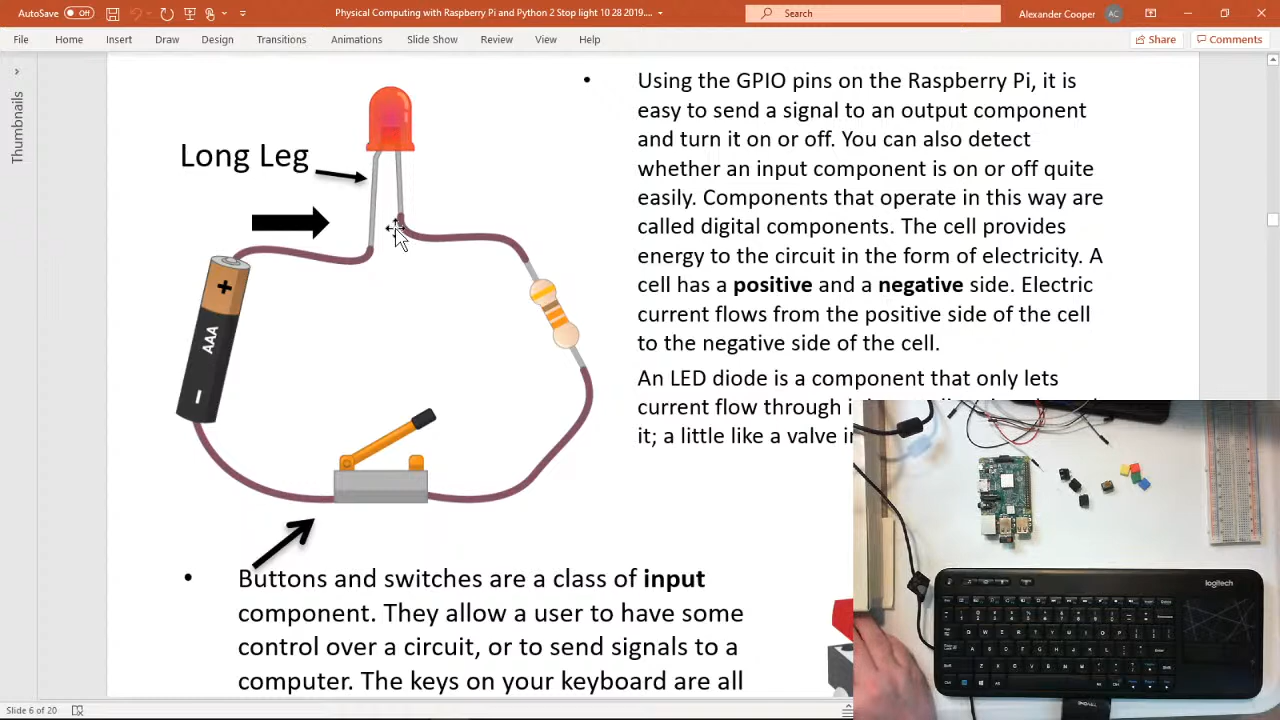 AutoSave Off
Physical Computing with Raspberry Pi and Python 2 Stop light 10 28 2019....
Search
Alexander Cooper AC
File Home Insert Draw Design Transitions Animations Slide Show Review View Help
Share Comments
Thumbnails
Long Leg
+
AAA
-
• Using the GPIO pins on the Raspberry Pi, it is
easy to send a signal to an output component
and turn it on or off. You can also detect
whether an input component is on or off quite
easily. Components that operate in this way are
called digital components. The cell provides
energy to the circuit in the form of electricity. A
cell has a positive and a negative side. Electric
current flows from the positive side of the cell
to the negative side of the cell.
An LED diode is a component that only lets
current flow through
it; a little like a valve
• Buttons and switches are a class of input
component. They allow a user to have some
control over a circuit, or to send signals to a
computer. The keys on your keyboard are all
logitech
Slide 6 of 20